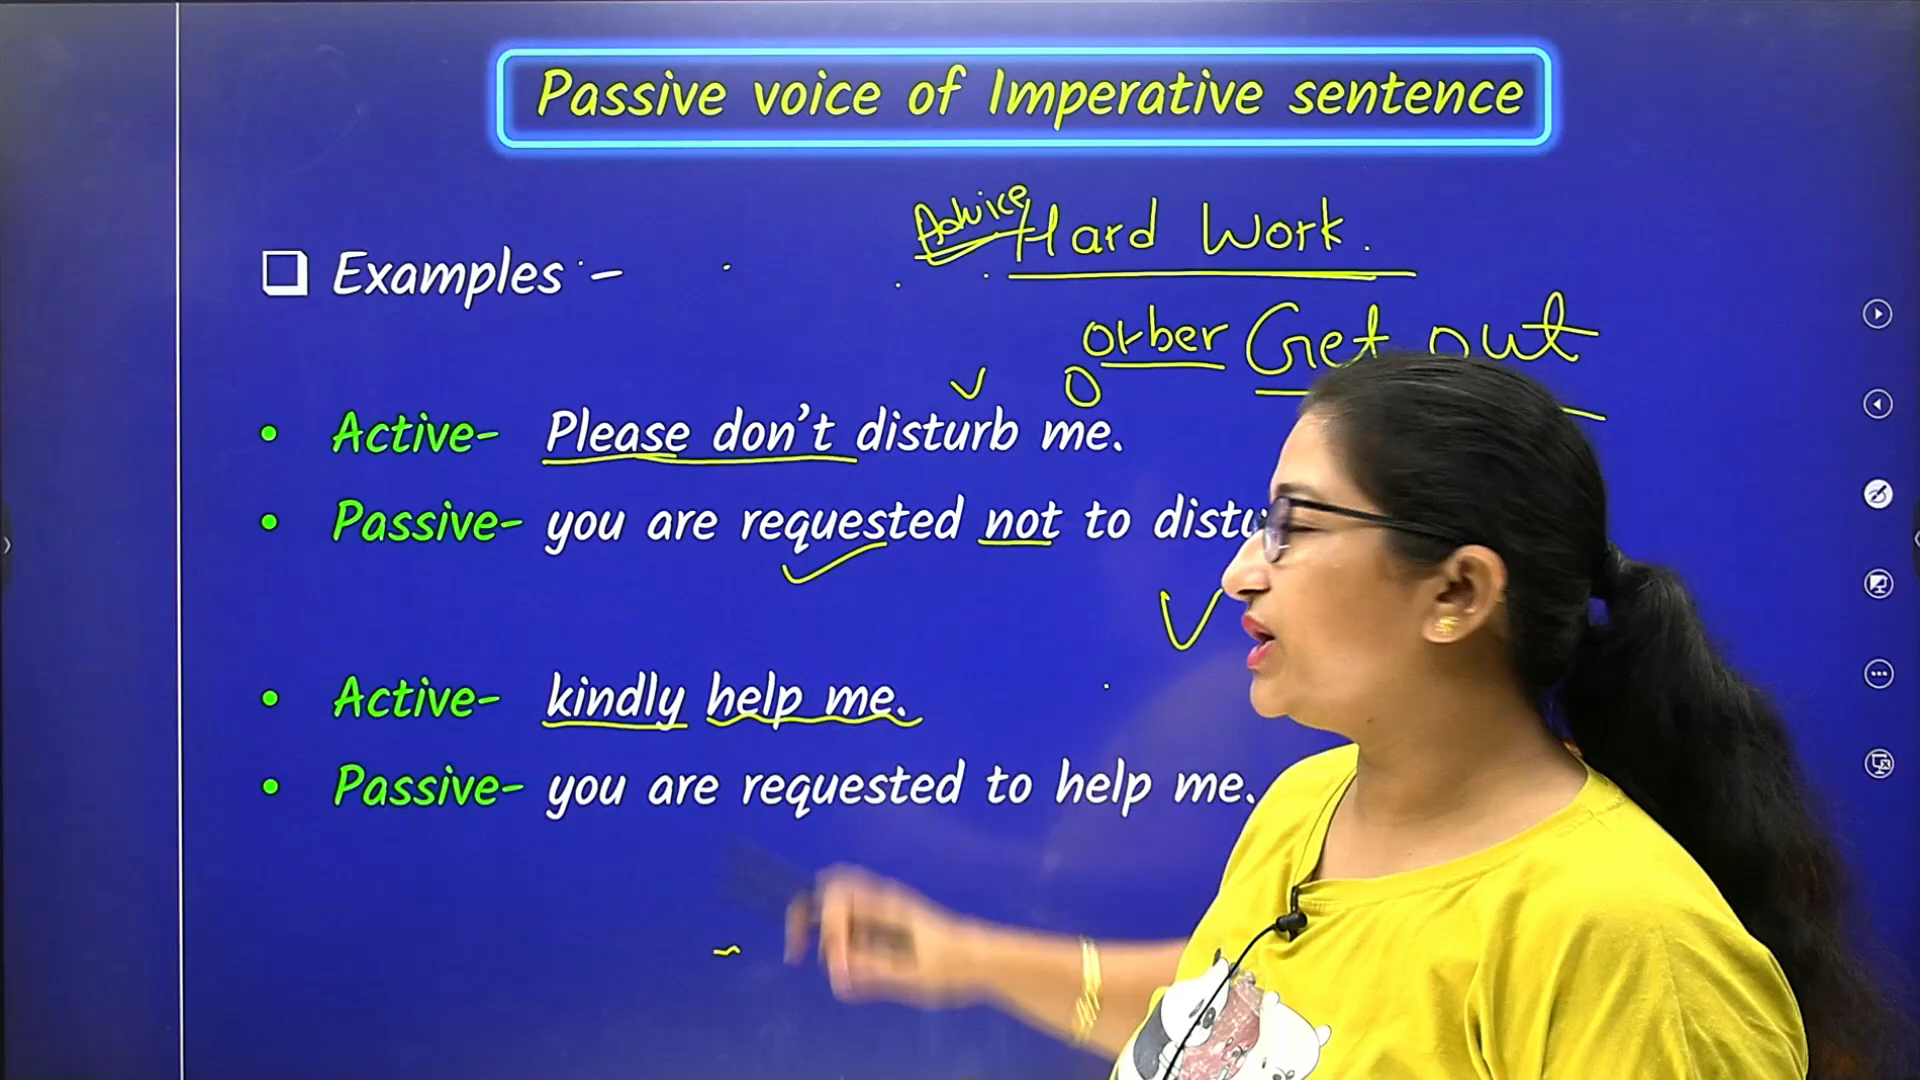 Passive voice of Imperative sentence
Advice Hard Work.
Examples -
Order Get out
V O
Active- Please don't disturb me.
Passive- you are requested not to
Active- kindly help me.
Passive- you are requested to help me.